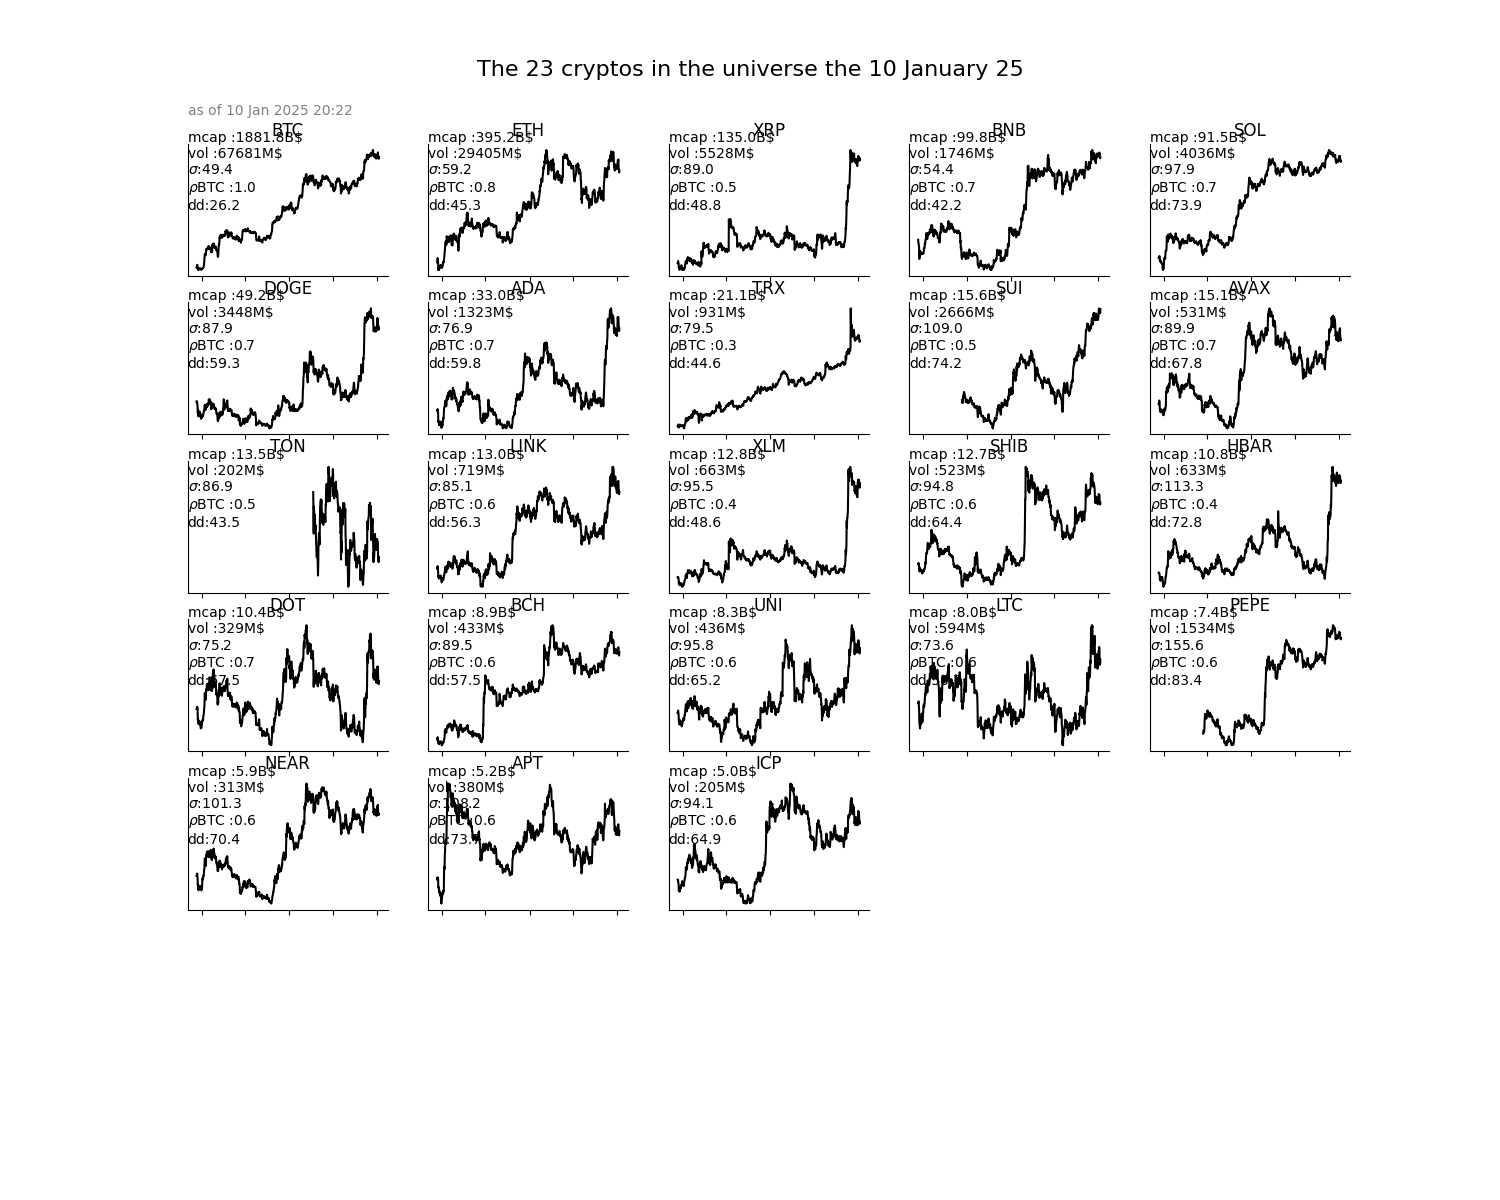 The 23 cryptos in the universe the 10 January 25
as of 10 Jan 2025 20:22
BTC
mcap :1881.8B$
vol :67681M$
σ:49.4
ρBTC :1.0
dd:26.2
ETH
mcap :395.2B$
vol :29405M$
σ:59.2
ρBTC :0.8
dd:45.3
XRP
mcap :135.0B$
vol :5528M$
σ:89.0
ρBTC :0.5
dd:48.8
BNB
mcap :99.8B$
vol :1746M$
σ:54.4
ρBTC :0.7
dd:42.2
SOL
mcap :91.5B$
vol :4036M$
σ:97.9
ρBTC :0.7
dd:73.9
DOGE
mcap :49.2B$
vol :3448M$
σ:87.9
ρBTC :0.7
dd:59.3
ADA
mcap :33.0B$
vol :1323M$
σ:76.9
ρBTC :0.7
dd:59.8
TRX
mcap :21.1B$
vol :931M$
σ:79.5
ρBTC :0.3
dd:44.6
SUI
mcap :15.6B$
vol :2666M$
σ:109.0
ρBTC :0.5
dd:74.2
AVAX
mcap :15.1B$
vol :531M$
σ:89.9
ρBTC :0.7
dd:67.8
TON
mcap :13.5B$
vol :202M$
σ:86.9
ρBTC :0.5
dd:43.5
LINK
mcap :13.0B$
vol :719M$
σ:85.1
ρBTC :0.6
dd:56.3
XLM
mcap :12.8B$
vol :663M$
σ:95.5
ρBTC :0.4
dd:48.6
SHIB
mcap :12.7B$
vol :523M$
σ:94.8
ρBTC :0.6
dd:64.4
HBAR
mcap :10.8B$
vol :633M$
σ:113.3
ρBTC :0.4
dd:72.8
DOT
mcap :10.4B$
vol :329M$
σ:75.2
ρBTC :0.7
BCH
mcap :8.9B$
vol :433M$
σ:89.5
ρBTC :0.6
dd:57.5
UNI
mcap :8.3B$
vol :436M$
σ:95.8
ρBTC :0.6
dd:65.2
LTC
mcap :8.0B$
vol :594M$
σ:73.6
ρBTC :0.6
PEPE
mcap :7.4B$
vol :1534M$
σ:155.6
ρBTC :0.6
dd:83.4
NEAR
mcap :5.9B$
vol :313M$
σ:101.3
ρBTC :0.6
dd:70.4
APT
mcap :5.2B$
vol :380M$
σ:108.2
ρBTC :0.6
ICP
mcap :5.0B$
vol :205M$
σ:94.1
ρBTC :0.6
dd:64.9